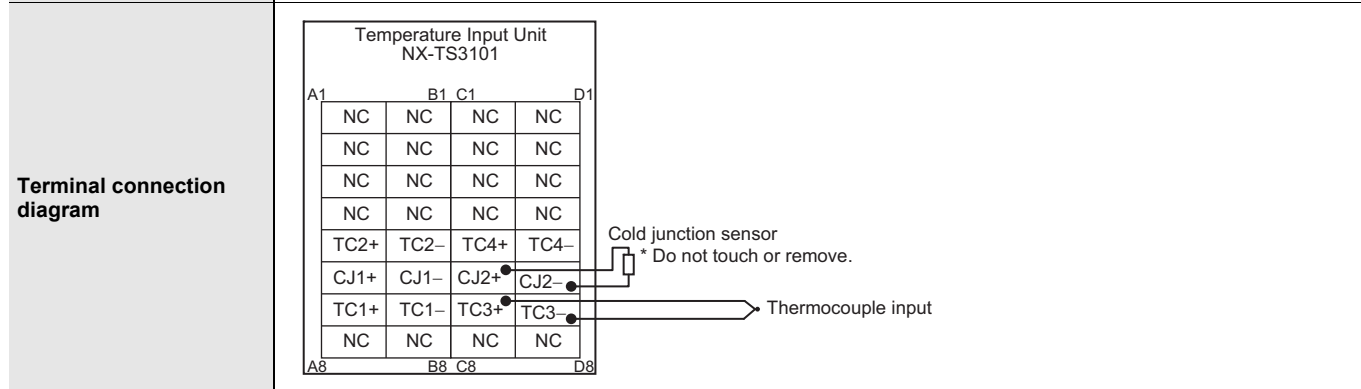 Terminal connection
diagram
Temperature Input Unit
NX-TS3101
A1 B1 C1 D1
NC NC NC NC
NC NC NC NC
NC NC NC NC
NC NC NC NC
TC2+ TC2− TC4+ TC4−
CJ1+ CJ1− CJ2+ CJ2−
TC1+ TC1− TC3+ TC3−
NC NC NC NC
A8 B8 C8 D8
Cold junction sensor
* Do not touch or remove.
Thermocouple input